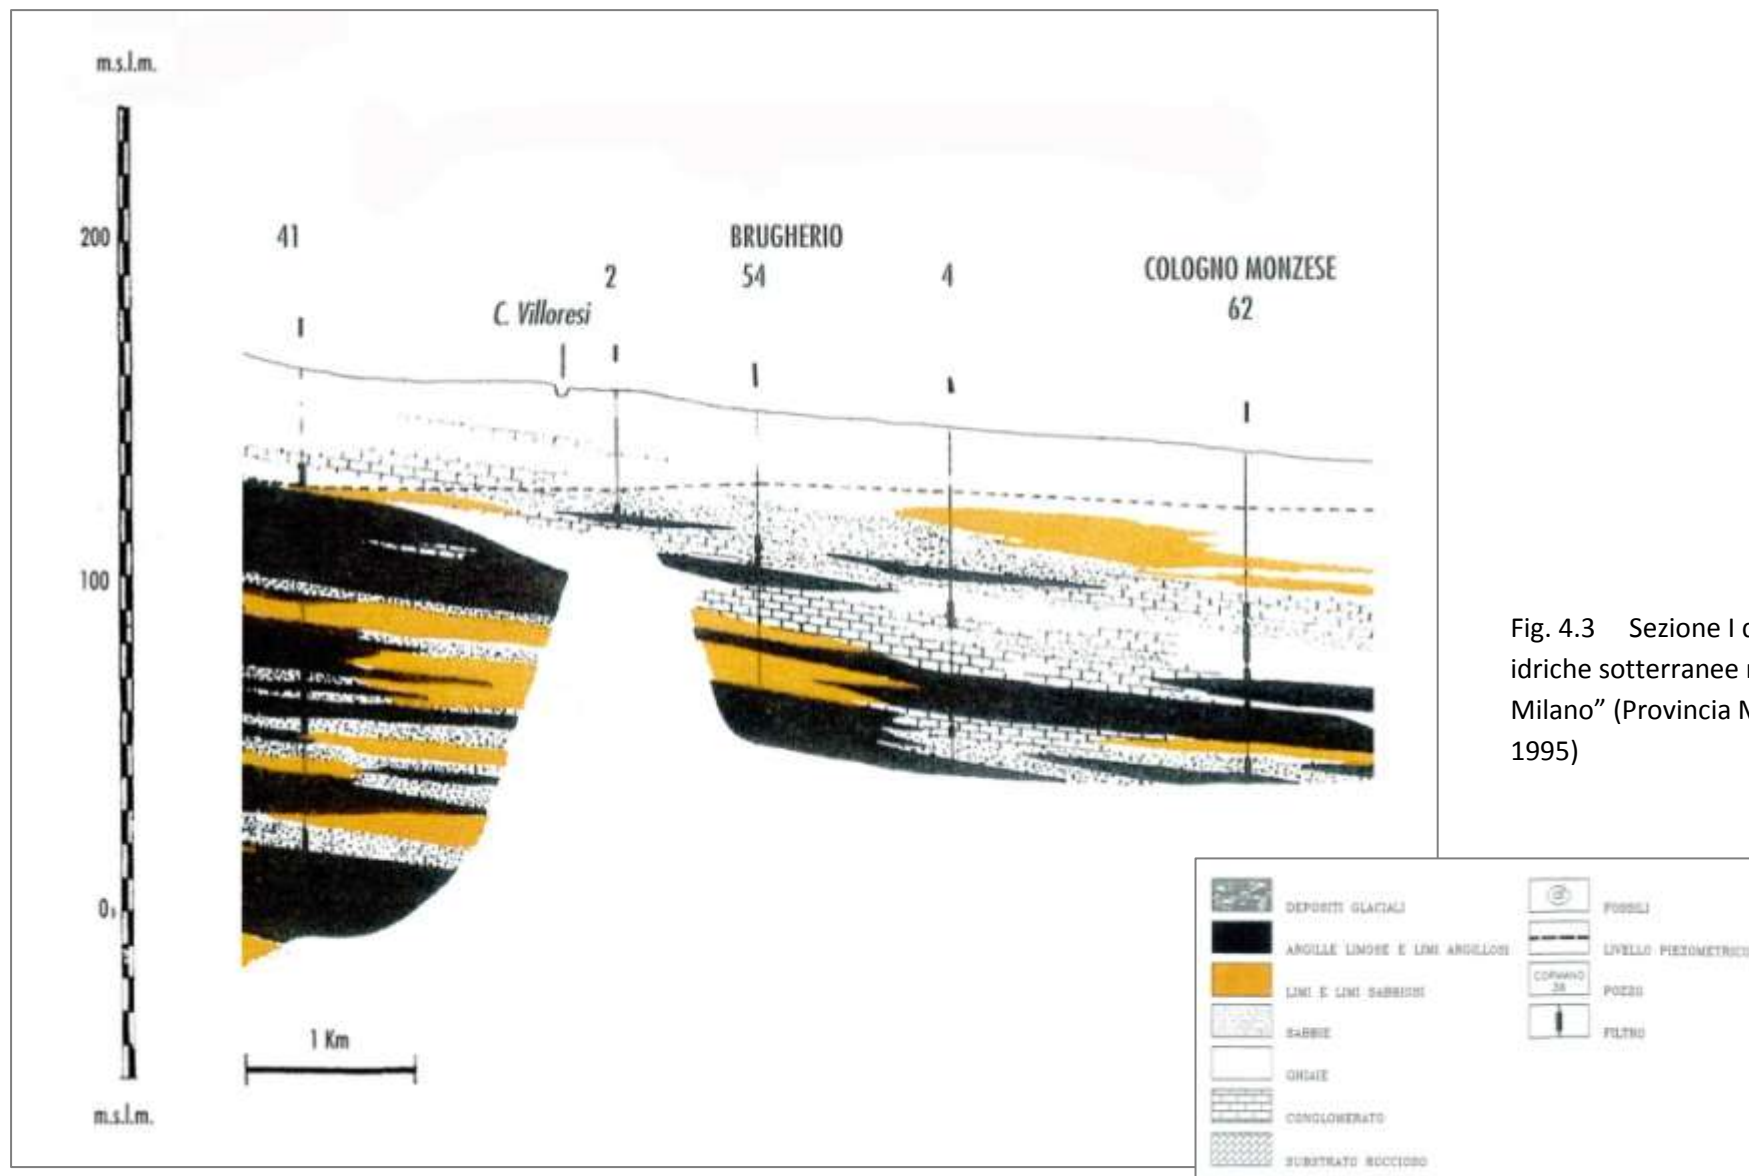 m.s.l.m.
200
41
BRUGHERIO
2
54
4
COLOGNO MONZESE
62
C. Villoresi
100
0
1 Km
m.s.l.m.
Fig. 4.3 Sezione I
idriche sotterranee
Milano” (Provincia M
1995)
DEPOSITI GLACIALI
ARGILLE LIMOSE E LIMI ARGILLOSI
LIMI E LIMI SABBIOSI
SABBIE
GHIAIE
CONGLOMERATO
SUBSTRATO ROCCIOSO
FOSSILI
LIVELLO PIEZOMETRICO
CORMANO
POZZO
FILTRO